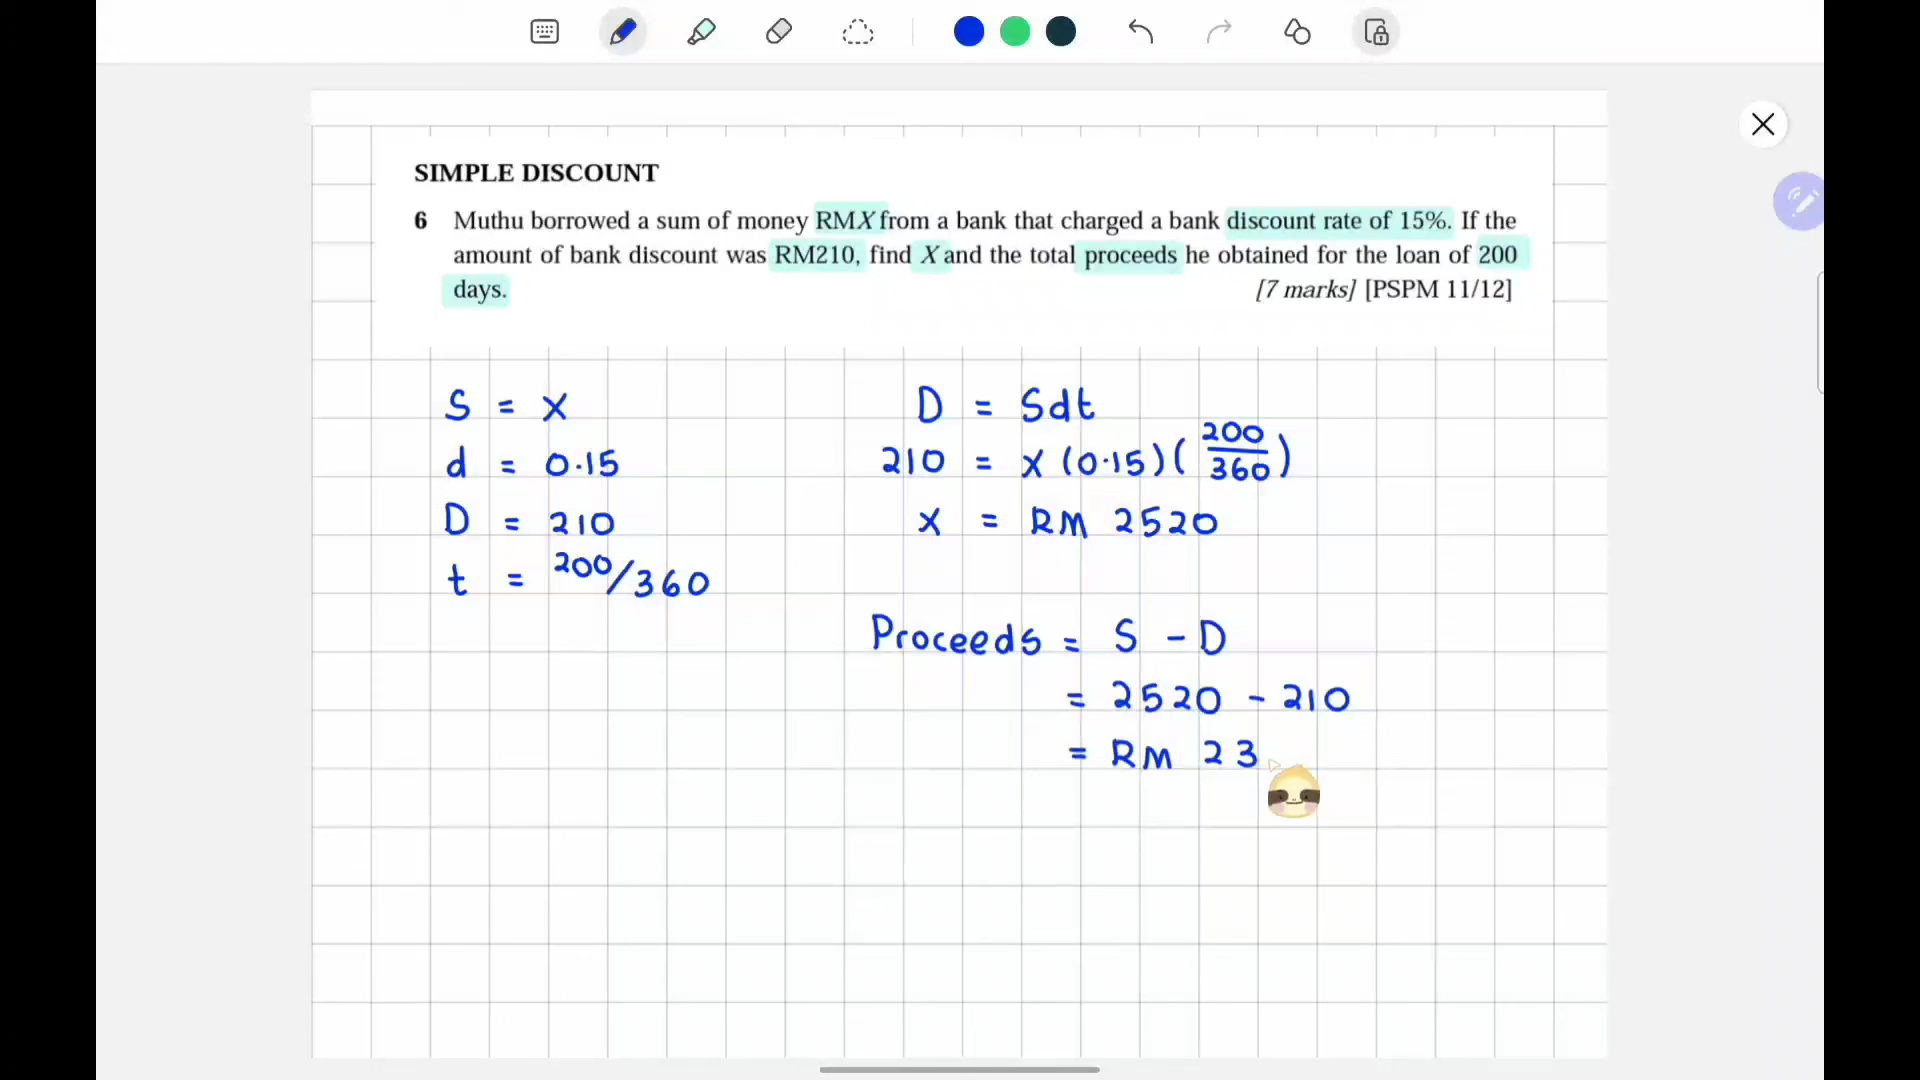 SIMPLE DISCOUNT
6 Muthu borrowed a sum of money RMX from a bank that charged a bank discount rate of 15%. If the
amount of bank discount was RM210, find X and the total proceeds he obtained for the loan of 200
days. [7 marks] [PSPM 11/12]
S = X
d = 0.15
D = 210
t = 200/360
D = Sdt
210 = X (0.15) (200/360)
X = RM 2520
Proceeds = S - D
= 2520 - 210
= RM 23